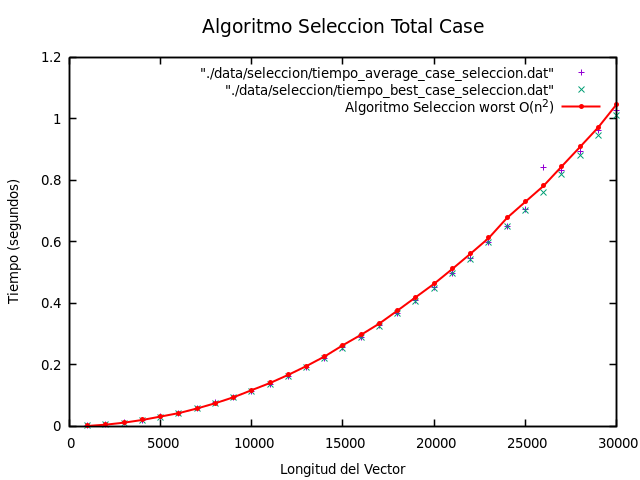 Algoritmo Seleccion Total Case
"./data/seleccion/tiempo_average_case_seleccion.dat"
"./data/seleccion/tiempo_best_case_seleccion.dat"
Algoritmo Seleccion worst O(n²)
Tiempo (segundos)
1.2
1
0.8
0.6
0.4
0.2
0
0 5000 10000 15000 20000 25000 30000
Longitud del Vector